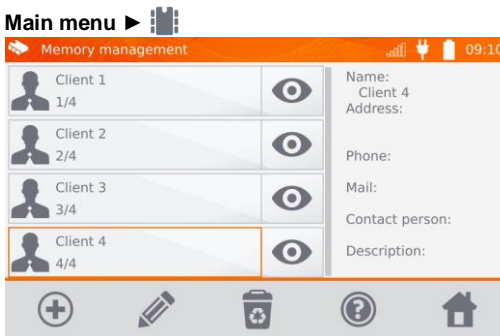 Main menu ►
Memory management 09:10
Client 1
1/4
Client 2
2/4
Client 3
3/4
Client 4
4/4
Name:
Client 4
Address:
Phone:
Mail:
Contact person:
Description: